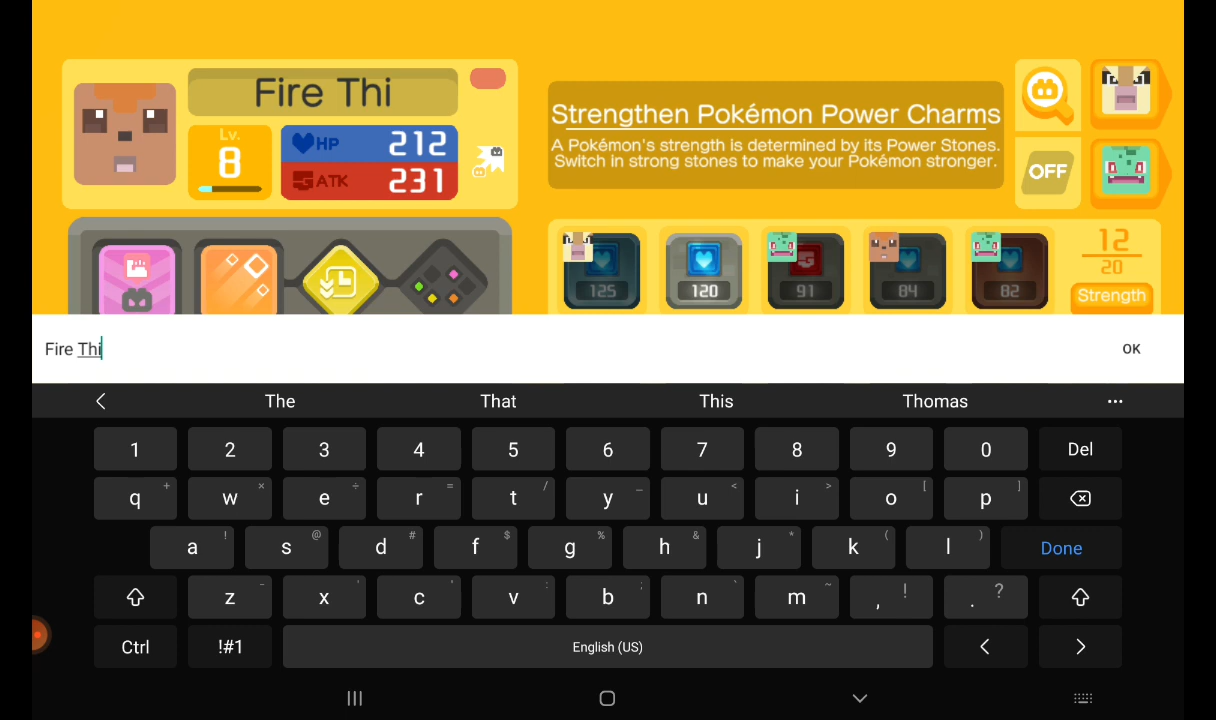 Fire Thi
Lv.
8
HP 212
ATK 231
Strengthen Pokémon Power Charms
A Pokémon's strength is determined by its Power Stones.
Switch in strong stones to make your Pokémon stronger.
OFF
125 120 91 84 82
12
20
Strength
Fire Thi
OK
The That This Thomas
1 2 3 4 5 6 7 8 9 0 Del
q + w × e ÷ r = t / y _ u < i > o [ p ]
a ! s @ d # f $ g % h & j * k ( l ) Done
z - x ' c " v : b ; n ` m ~ , ! . ?
Ctrl !#1 English (US) < >